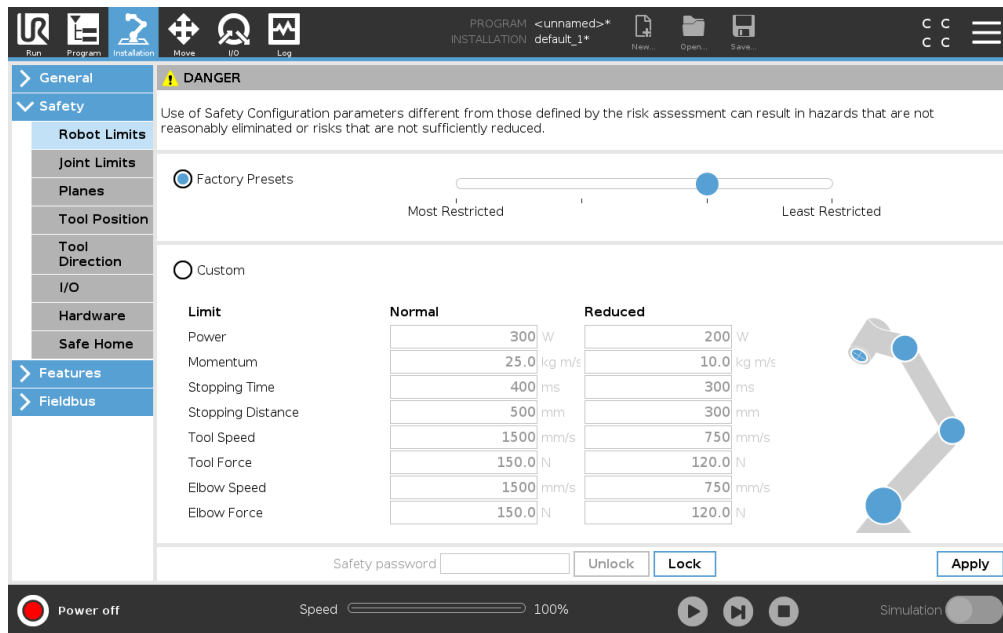 PROGRAM <unnamed>*
INSTALLATION default_1*
UR
Run
Program
Installation
Move
I/O
Log
New...
Open...
Save...
C C
C C
General
Safety
Robot Limits
Joint Limits
Planes
Tool Position
Tool
Direction
I/O
Hardware
Safe Home
Features
Fieldbus
DANGER
Use of Safety Configuration parameters different from those defined by the risk assessment can result in hazards that are not
reasonably eliminated or risks that are not sufficiently reduced.
Factory Presets
Most Restricted Least Restricted
Custom
Limit Normal Reduced
Power 300 W 200 W
Momentum 25.0 kg m/s 10.0 kg m/s
Stopping Time 400 ms 300 ms
Stopping Distance 500 mm 300 mm
Tool Speed 1500 mm/s 750 mm/s
Tool Force 150.0 N 120.0 N
Elbow Speed 1500 mm/s 750 mm/s
Elbow Force 150.0 N 120.0 N
Safety password Unlock Lock Apply
Power off Speed 100% Simulation